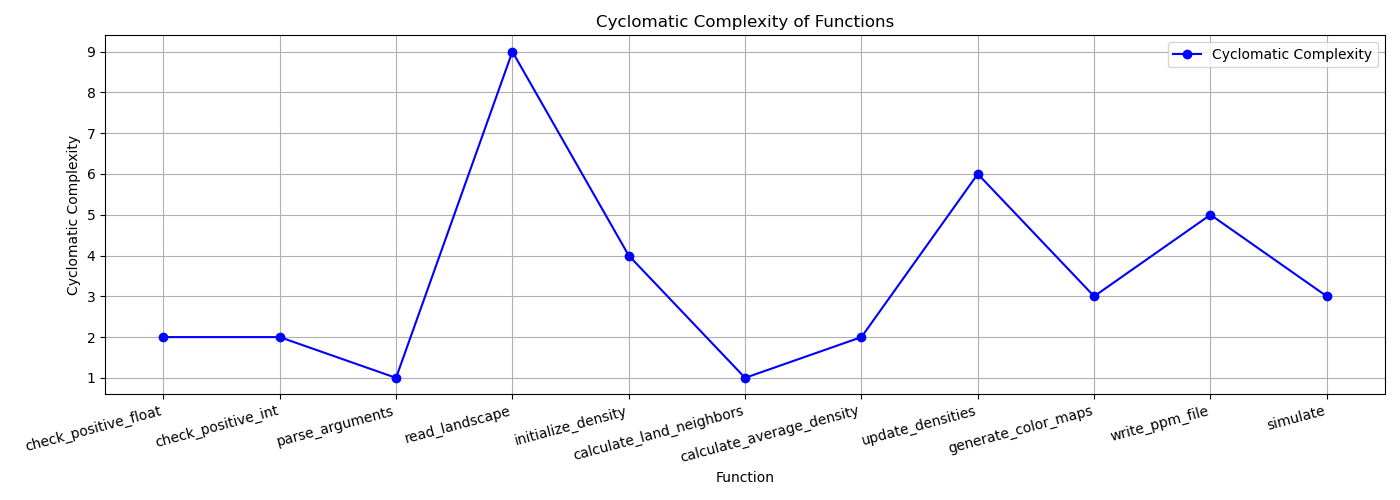 Cyclomatic Complexity of Functions
Cyclomatic Complexity
9
8
7
6
5
4
3
2
1
Cyclomatic Complexity
check_positive_float
check_positive_int
parse_arguments
read_landscape
initialize_density
calculate_land_neighbors
calculate_average_density
update_densities
generate_color_maps
write_ppm_file
simulate
Function